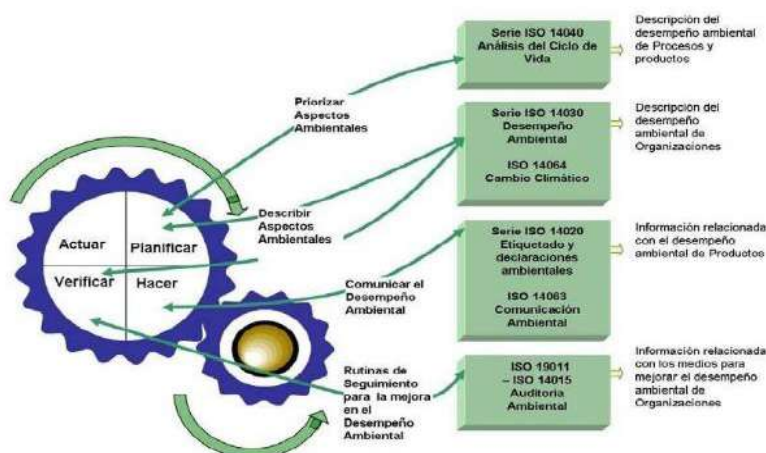 Serie ISO 14040
Análisis del Ciclo de
Vida
Descripción del
desempeño ambiental
de Procesos y
productos
Priorizar
Aspectos
Ambientales
Serie ISO 14030
Desempeño
Ambiental
ISO 14064
Cambio Climático
Descripción del
desempeño
ambiental de
Organizaciones
Describir
Aspectos
Ambientales
Actuar
Planificar
Verificar
Hacer
Serie ISO 14020
Etiquetado y
declaraciones
ambientales
ISO 14063
Comunicación
Ambiental
Información relacionada
con el desempeño
ambiental de Productos
Comunicar el
Desempeño
Ambiental
Rutinas de
Seguimiento
para la mejora
en el
Desempeño
Ambiental
ISO 19011
– ISO 14015
Auditoria
Ambiental
Información relacionada
con los medios para
mejorar el desempeño
ambiental de
Organizaciones